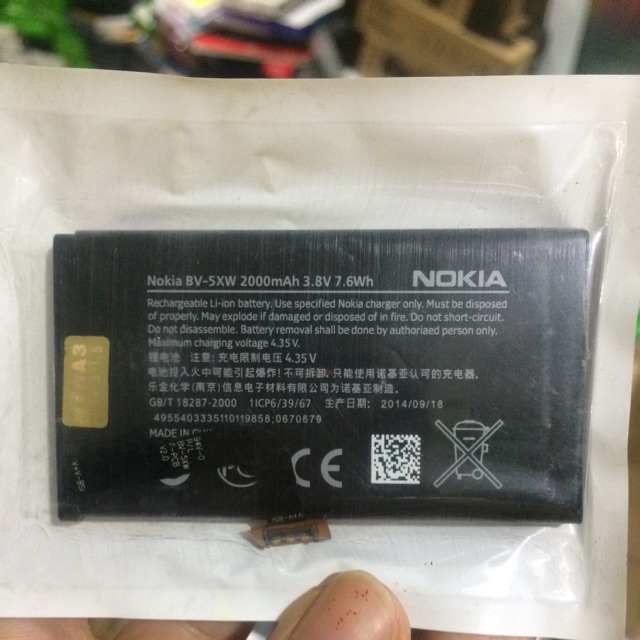 Nokia BV-5XW 2000mAh 3.8V 7.6Wh NOKIA
Rechargeable Li-ion battery. Use specified Nokia charger only. Must be disposed
of properly. May explode if damaged or disposed of in fire. Do not short-circuit.
Do not disassemble. Battery removal shall be done by authoriaed person only.
Maximum charging voltage 4.35V.
锂电池 注意: 充电限制电压 4.35V
电池投入火中可能引起爆炸! 不可拆卸, 只能使用诺基亚认可的充电器.
乐金化学(南京)信息电子材料有限公司为诺基亚制造.
GB/T 18287-2000 1ICP6/39/67 生产日期: 2014/09/18
4955403335110119858;0670679
MADE IN
CE
A3
BV-5XW
F-PCB
V2.0